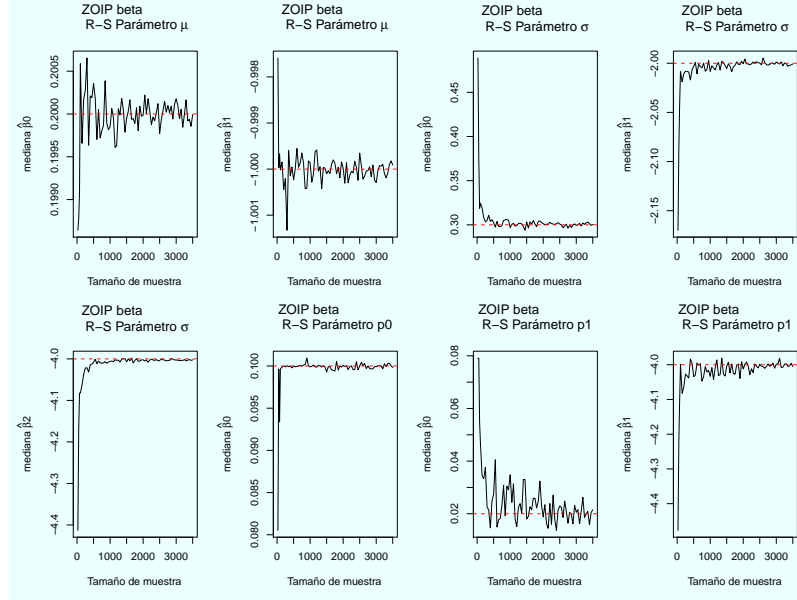 ZOIP beta
R−S Parámetro μ
mediana β̂0
0.1990 0.1995 0.2000 0.2005
0 1000 2000 3000
Tamaño de muestra
ZOIP beta
R−S Parámetro μ
mediana β̂1
−1.001 −1.000 −0.999 −0.998
0 1000 2000 3000
Tamaño de muestra
ZOIP beta
R−S Parámetro σ
mediana β̂0
0.30 0.35 0.40 0.45
0 1000 2000 3000
Tamaño de muestra
ZOIP beta
R−S Parámetro σ
mediana β̂1
−2.15 −2.10 −2.05 −2.00
0 1000 2000 3000
Tamaño de muestra
ZOIP beta
R−S Parámetro σ
mediana β̂2
−4.4 −4.3 −4.2 −4.1 −4.0
0 1000 2000 3000
Tamaño de muestra
ZOIP beta
R−S Parámetro p0
mediana β̂0
0.080 0.085 0.090 0.095 0.100
0 1000 2000 3000
Tamaño de muestra
ZOIP beta
R−S Parámetro p1
mediana β̂0
0.02 0.04 0.06 0.08
0 1000 2000 3000
Tamaño de muestra
ZOIP beta
R−S Parámetro p1
mediana β̂1
−4.4 −4.3 −4.2 −4.1 −4.0
0 1000 2000 3000
Tamaño de muestra